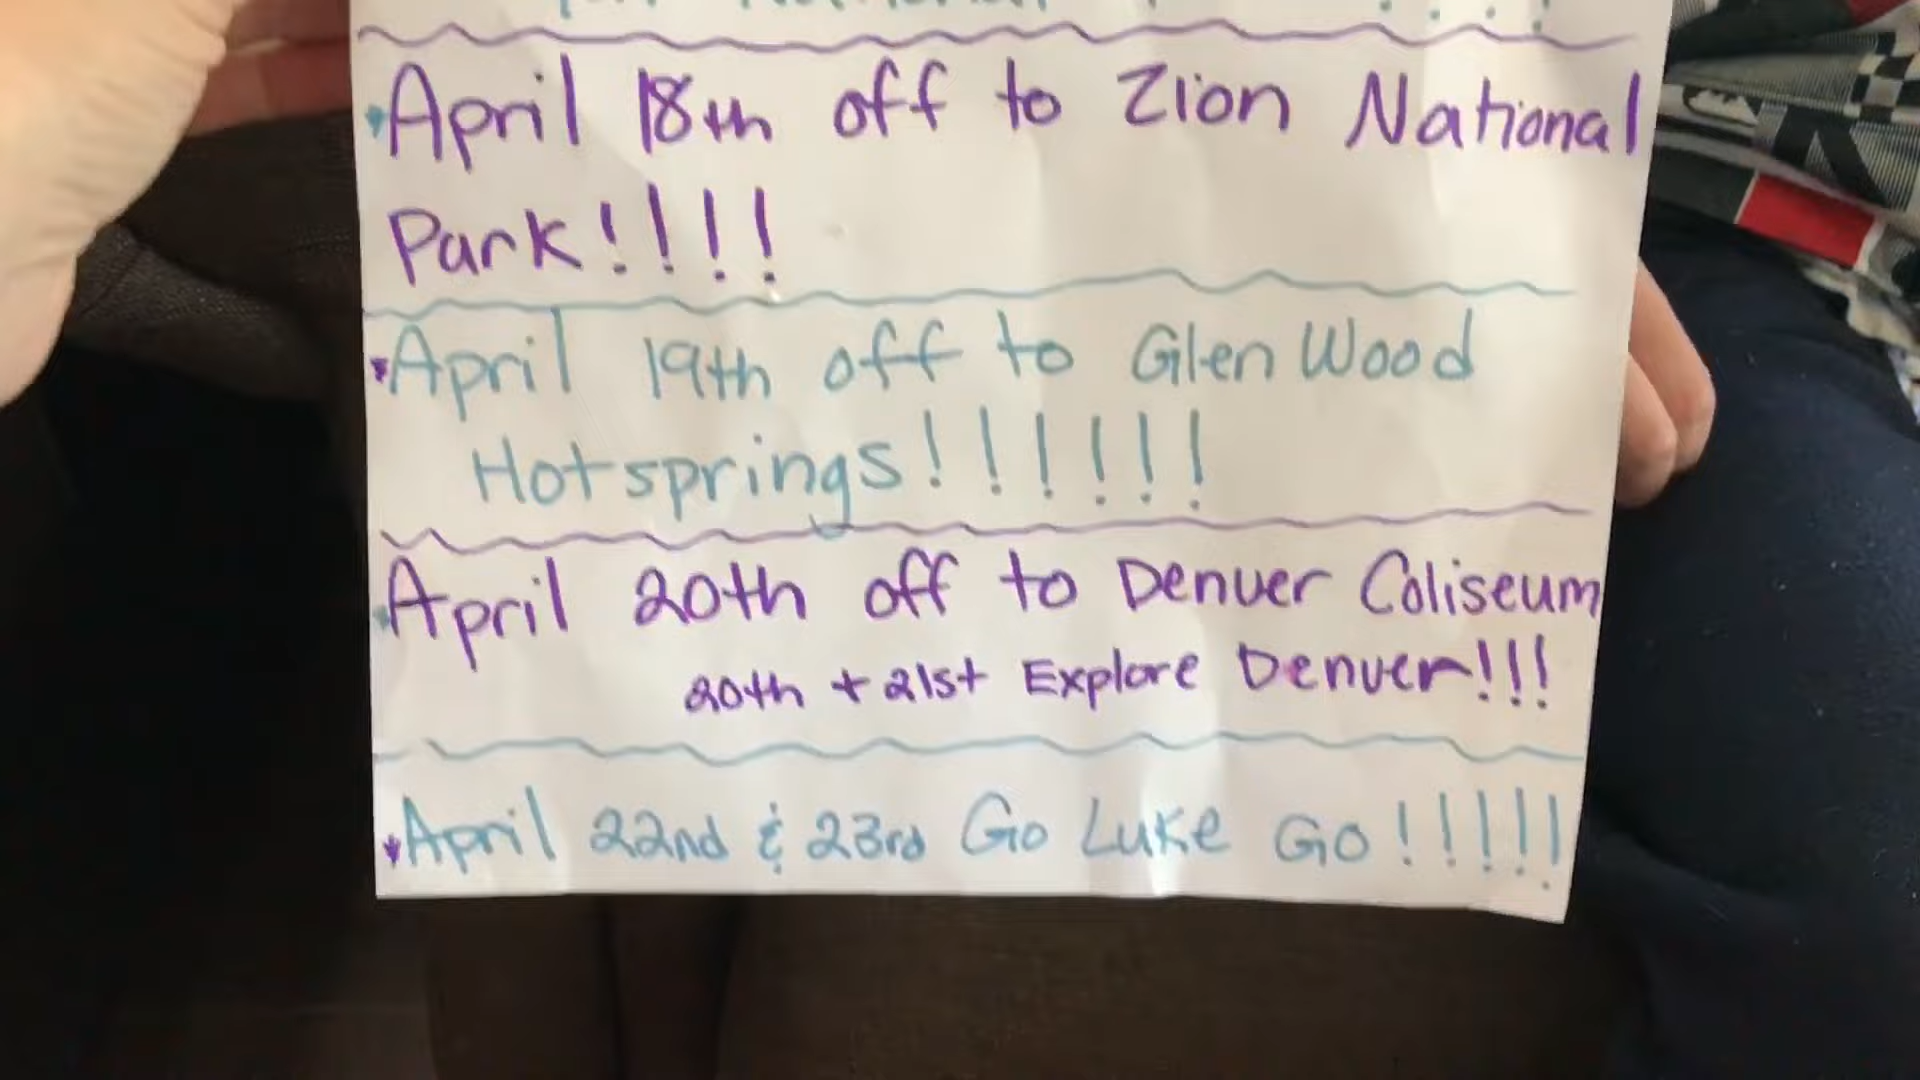 National
April 18th off to Zion National
Park!!!!
April 19th off to Glen Wood
Hotsprings!!!!!!
April 20th off to Denver Coliseum
20th + 21st Explore Denver!!!
April 22nd & 23rd Go Luke Go!!!!!